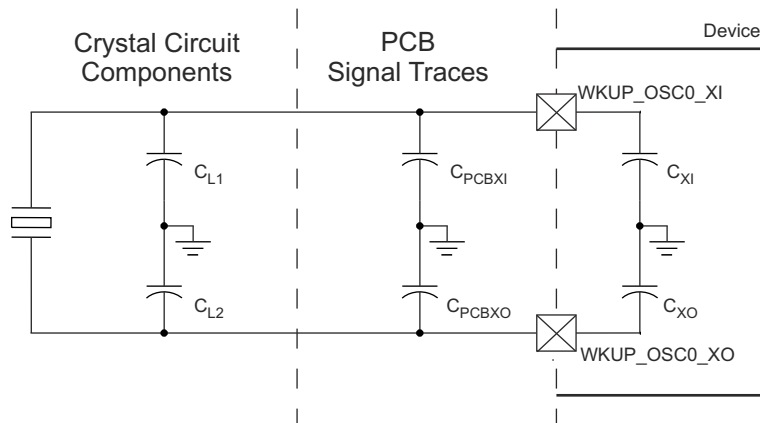 Crystal Circuit
Components
PCB
Signal Traces
Device
WKUP_OSC0_XI
CL1
CPCBXI
CXI
CL2
CPCBXO
CXO
WKUP_OSC0_XO